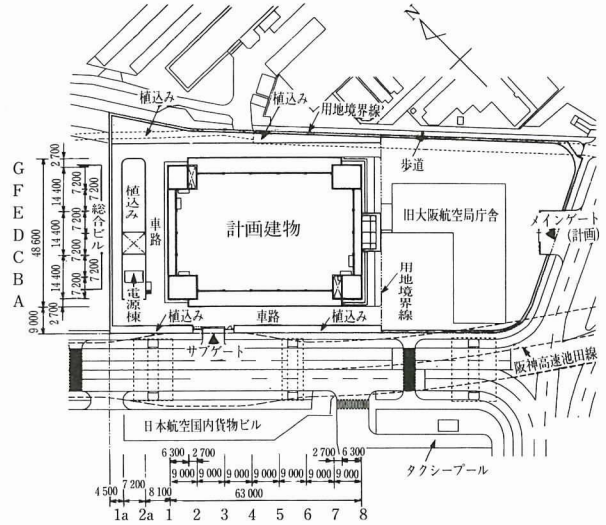 N
植込み
植込み
用地境界線
歩道
G
F
E
D
C
B
A
2 700
14 400
14 400
14 400
48 600
2 700
9 000
7 200
7 200
7 200
7 200
7 200
7 200
総合ビル
植込み
車路
計画建物
旧大阪航空局庁舎
メインゲート
(計画)
電源棟
用地境界線
植込み
車路
植込み
サブゲート
阪神高速池田線
日本航空国内貨物ビル
タクシープール
6 300
2 700
2 700
6 300
9 000
9 000
9 000
9 000
9 000
9 000
9 000
4 500
7 200
8 100
63 000
1a
2a
1
2
3
4
5
6
7
8